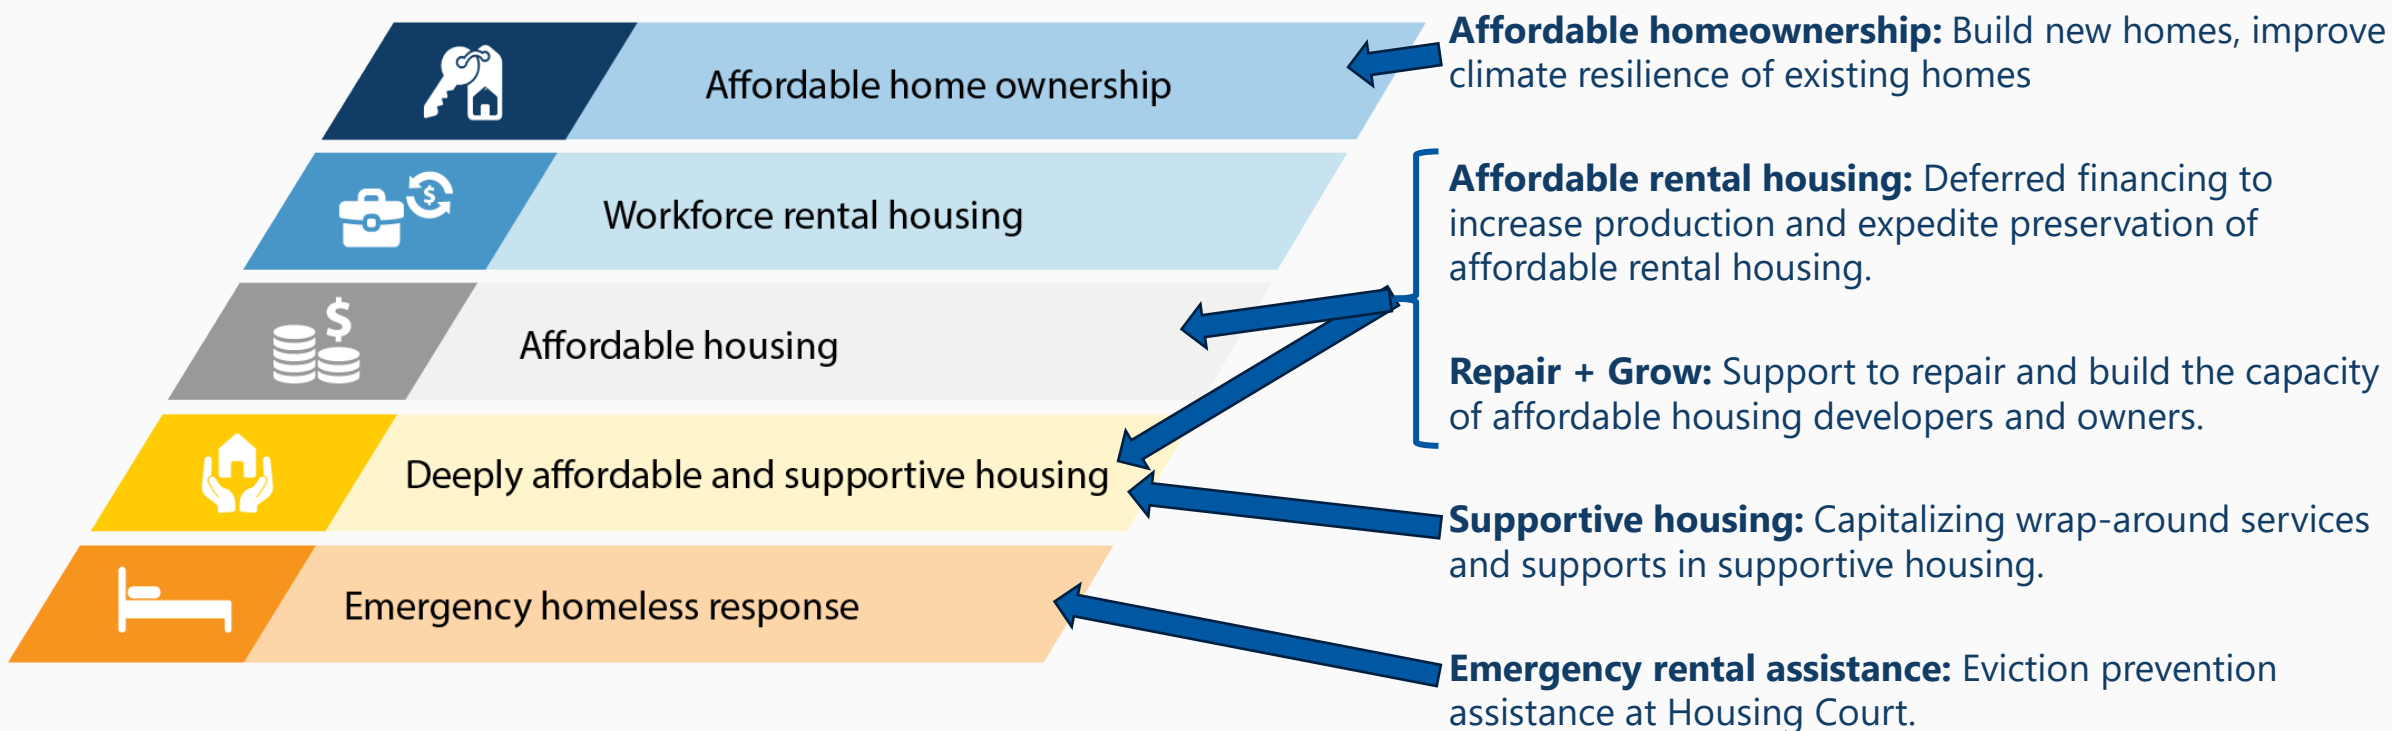 Affordable home ownership
Workforce rental housing
$
Affordable housing
$
Deeply affordable and supportive housing
Emergency homeless response
Affordable homeownership: Build new homes, improve
climate resilience of existing homes
Affordable rental housing: Deferred financing to
increase production and expedite preservation of
affordable rental housing.
Repair + Grow: Support to repair and build the capacity
of affordable housing developers and owners.
Supportive housing: Capitalizing wrap-around services
and supports in supportive housing.
Emergency rental assistance: Eviction prevention
assistance at Housing Court.